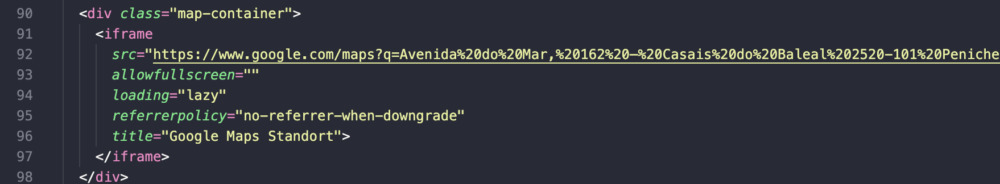 90 <div class="map-container">
91 <iframe
92 src="https://www.google.com/maps?q=Avenida%20do%20Mar,%20162%20–%20Casais%20do%20Baleal%202520-101%20Peniche
93 allowfullscreen=""
94 loading="lazy"
95 referrerpolicy="no-referrer-when-downgrade"
96 title="Google Maps Standort">
97 </iframe>
98 </div>